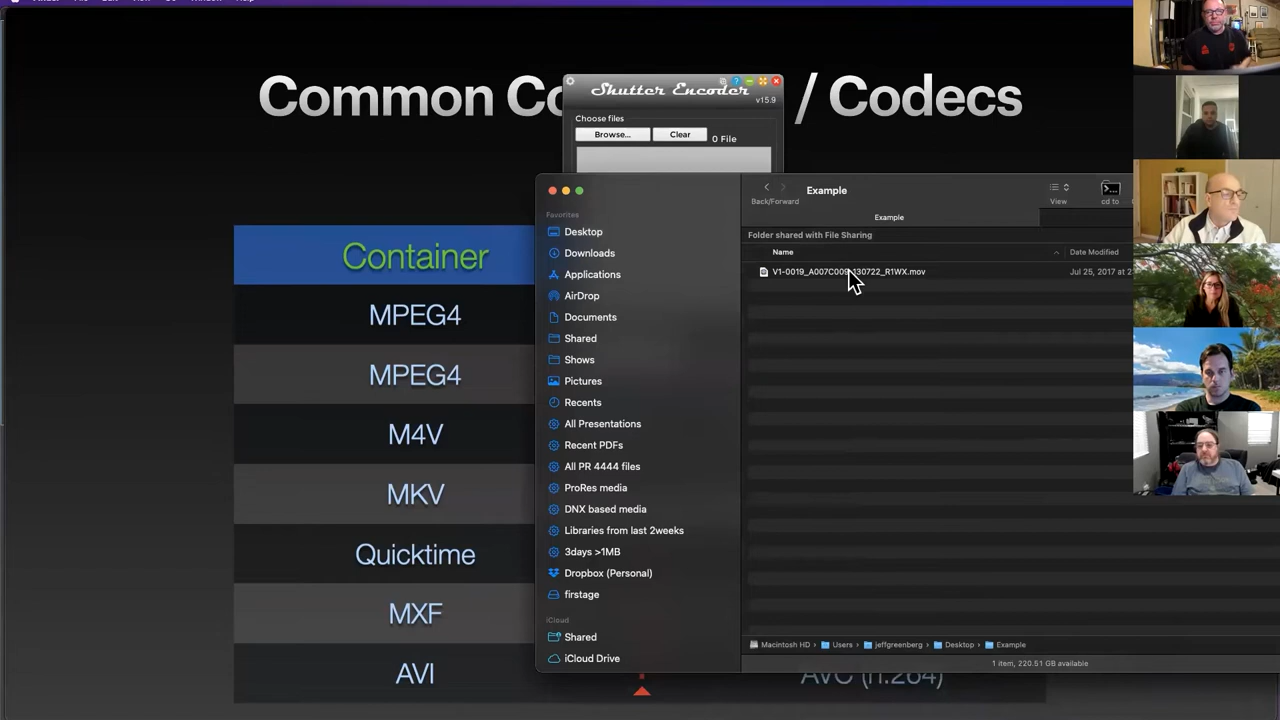 Common Co / Codecs
Shutter Encoder
v15.9
Choose files
Browse...
Clear
0 File
Example
Back/Forward
View
cd to
Example
Folder shared with File Sharing
Name
Date Modified
V1-0019_A007C009_130722_R1WX.mov
Jul 25, 2017 at 2
Favorites
Desktop
Downloads
Applications
AirDrop
Documents
Shared
Shows
Pictures
Recents
All Presentations
Recent PDFs
All PR 4444 files
ProRes media
DNX based media
Libraries from last 2weeks
3days >1MB
Dropbox (Personal)
firstage
iCloud
Shared
iCloud Drive
Macintosh HD › Users › jeffgreenberg › Desktop › Example
1 item, 220.51 GB available
Container
MPEG4
MPEG4
M4V
MKV
Quicktime
MXF
AVI
AVC (h.264)